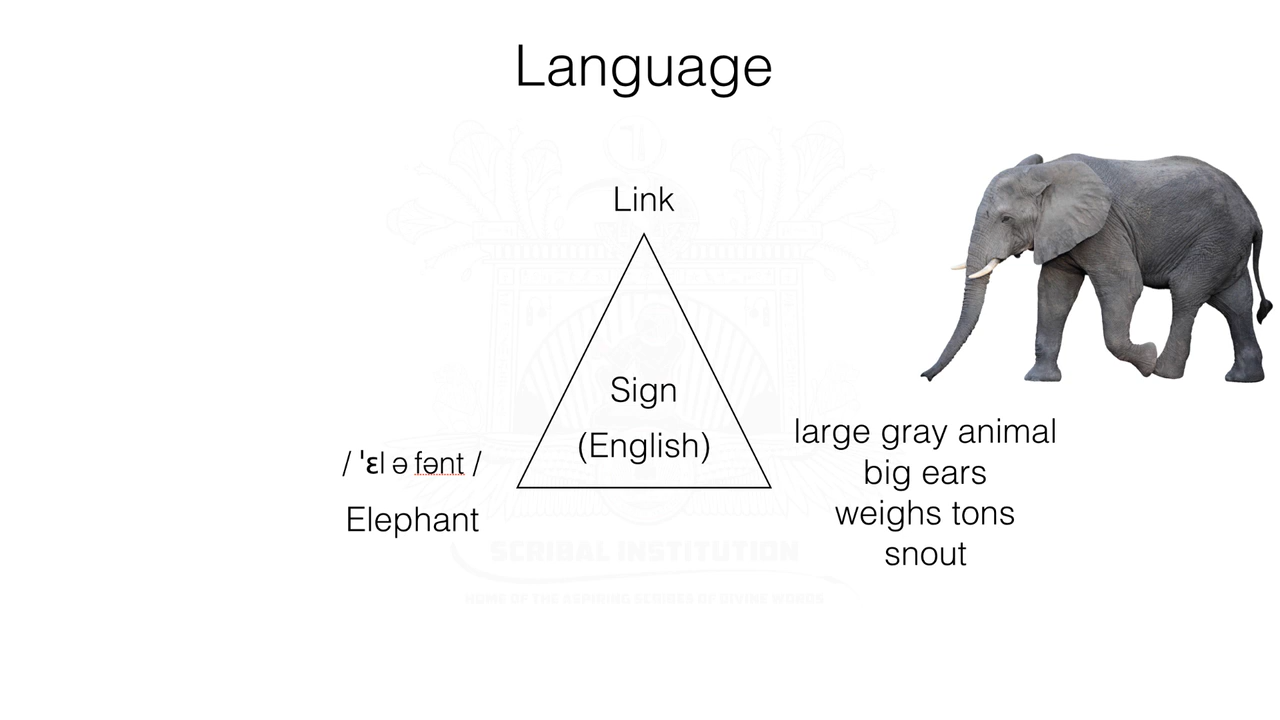 Language
Link
Sign
(English)
/ ˈɛl ə fənt /
Elephant
large gray animal
big ears
weighs tons
snout
SCRIBAL INSTITUTION